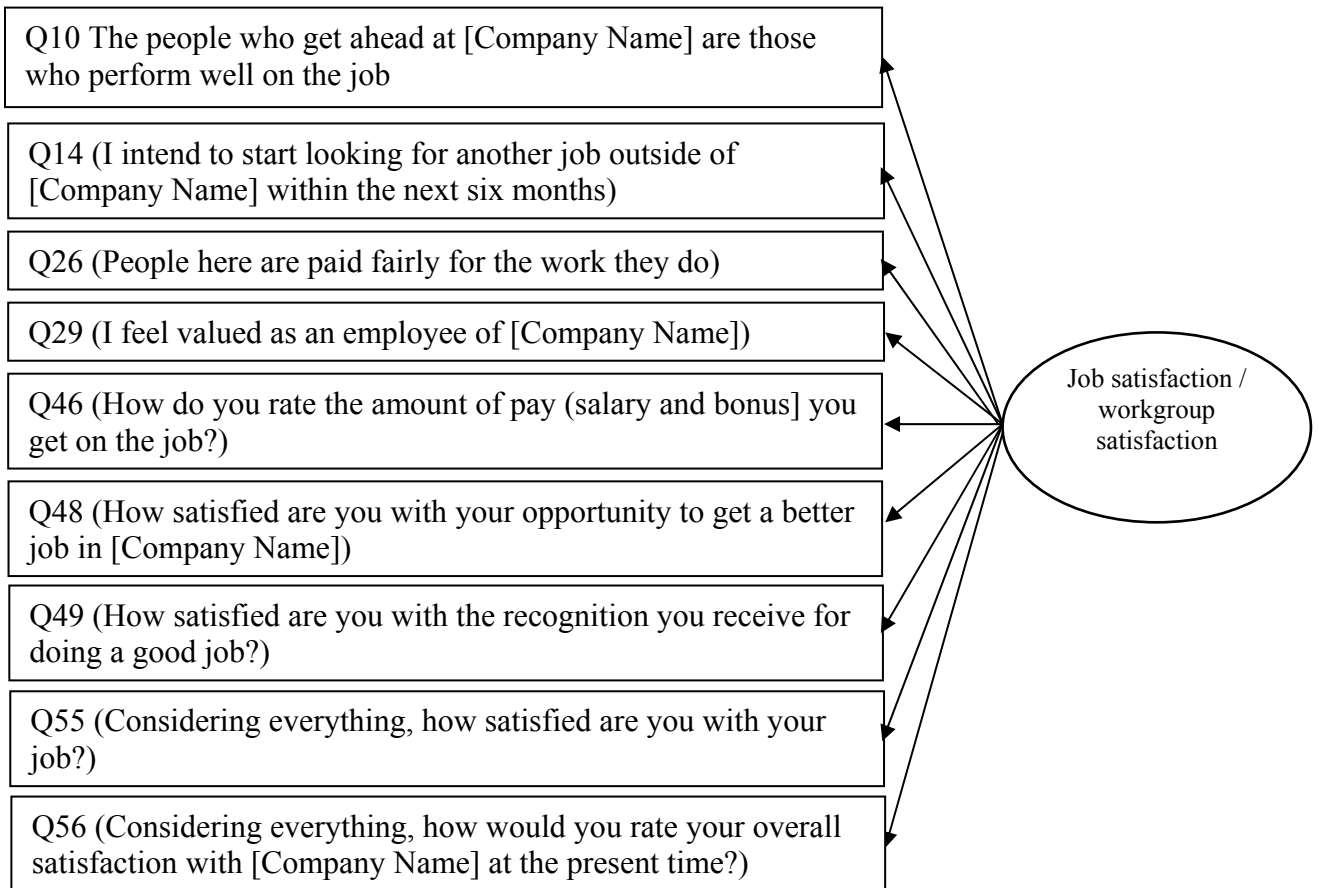 Q10 The people who get ahead at [Company Name] are those
who perform well on the job
Q14 (I intend to start looking for another job outside of
[Company Name] within the next six months)
Q26 (People here are paid fairly for the work they do)
Q29 (I feel valued as an employee of [Company Name])
Q46 (How do you rate the amount of pay (salary and bonus] you
get on the job?)
Q48 (How satisfied are you with your opportunity to get a better
job in [Company Name])
Q49 (How satisfied are you with the recognition you receive for
doing a good job?)
Q55 (Considering everything, how satisfied are you with your
job?)
Q56 (Considering everything, how would you rate your overall
satisfaction with [Company Name] at the present time?)
Job satisfaction /
workgroup
satisfaction